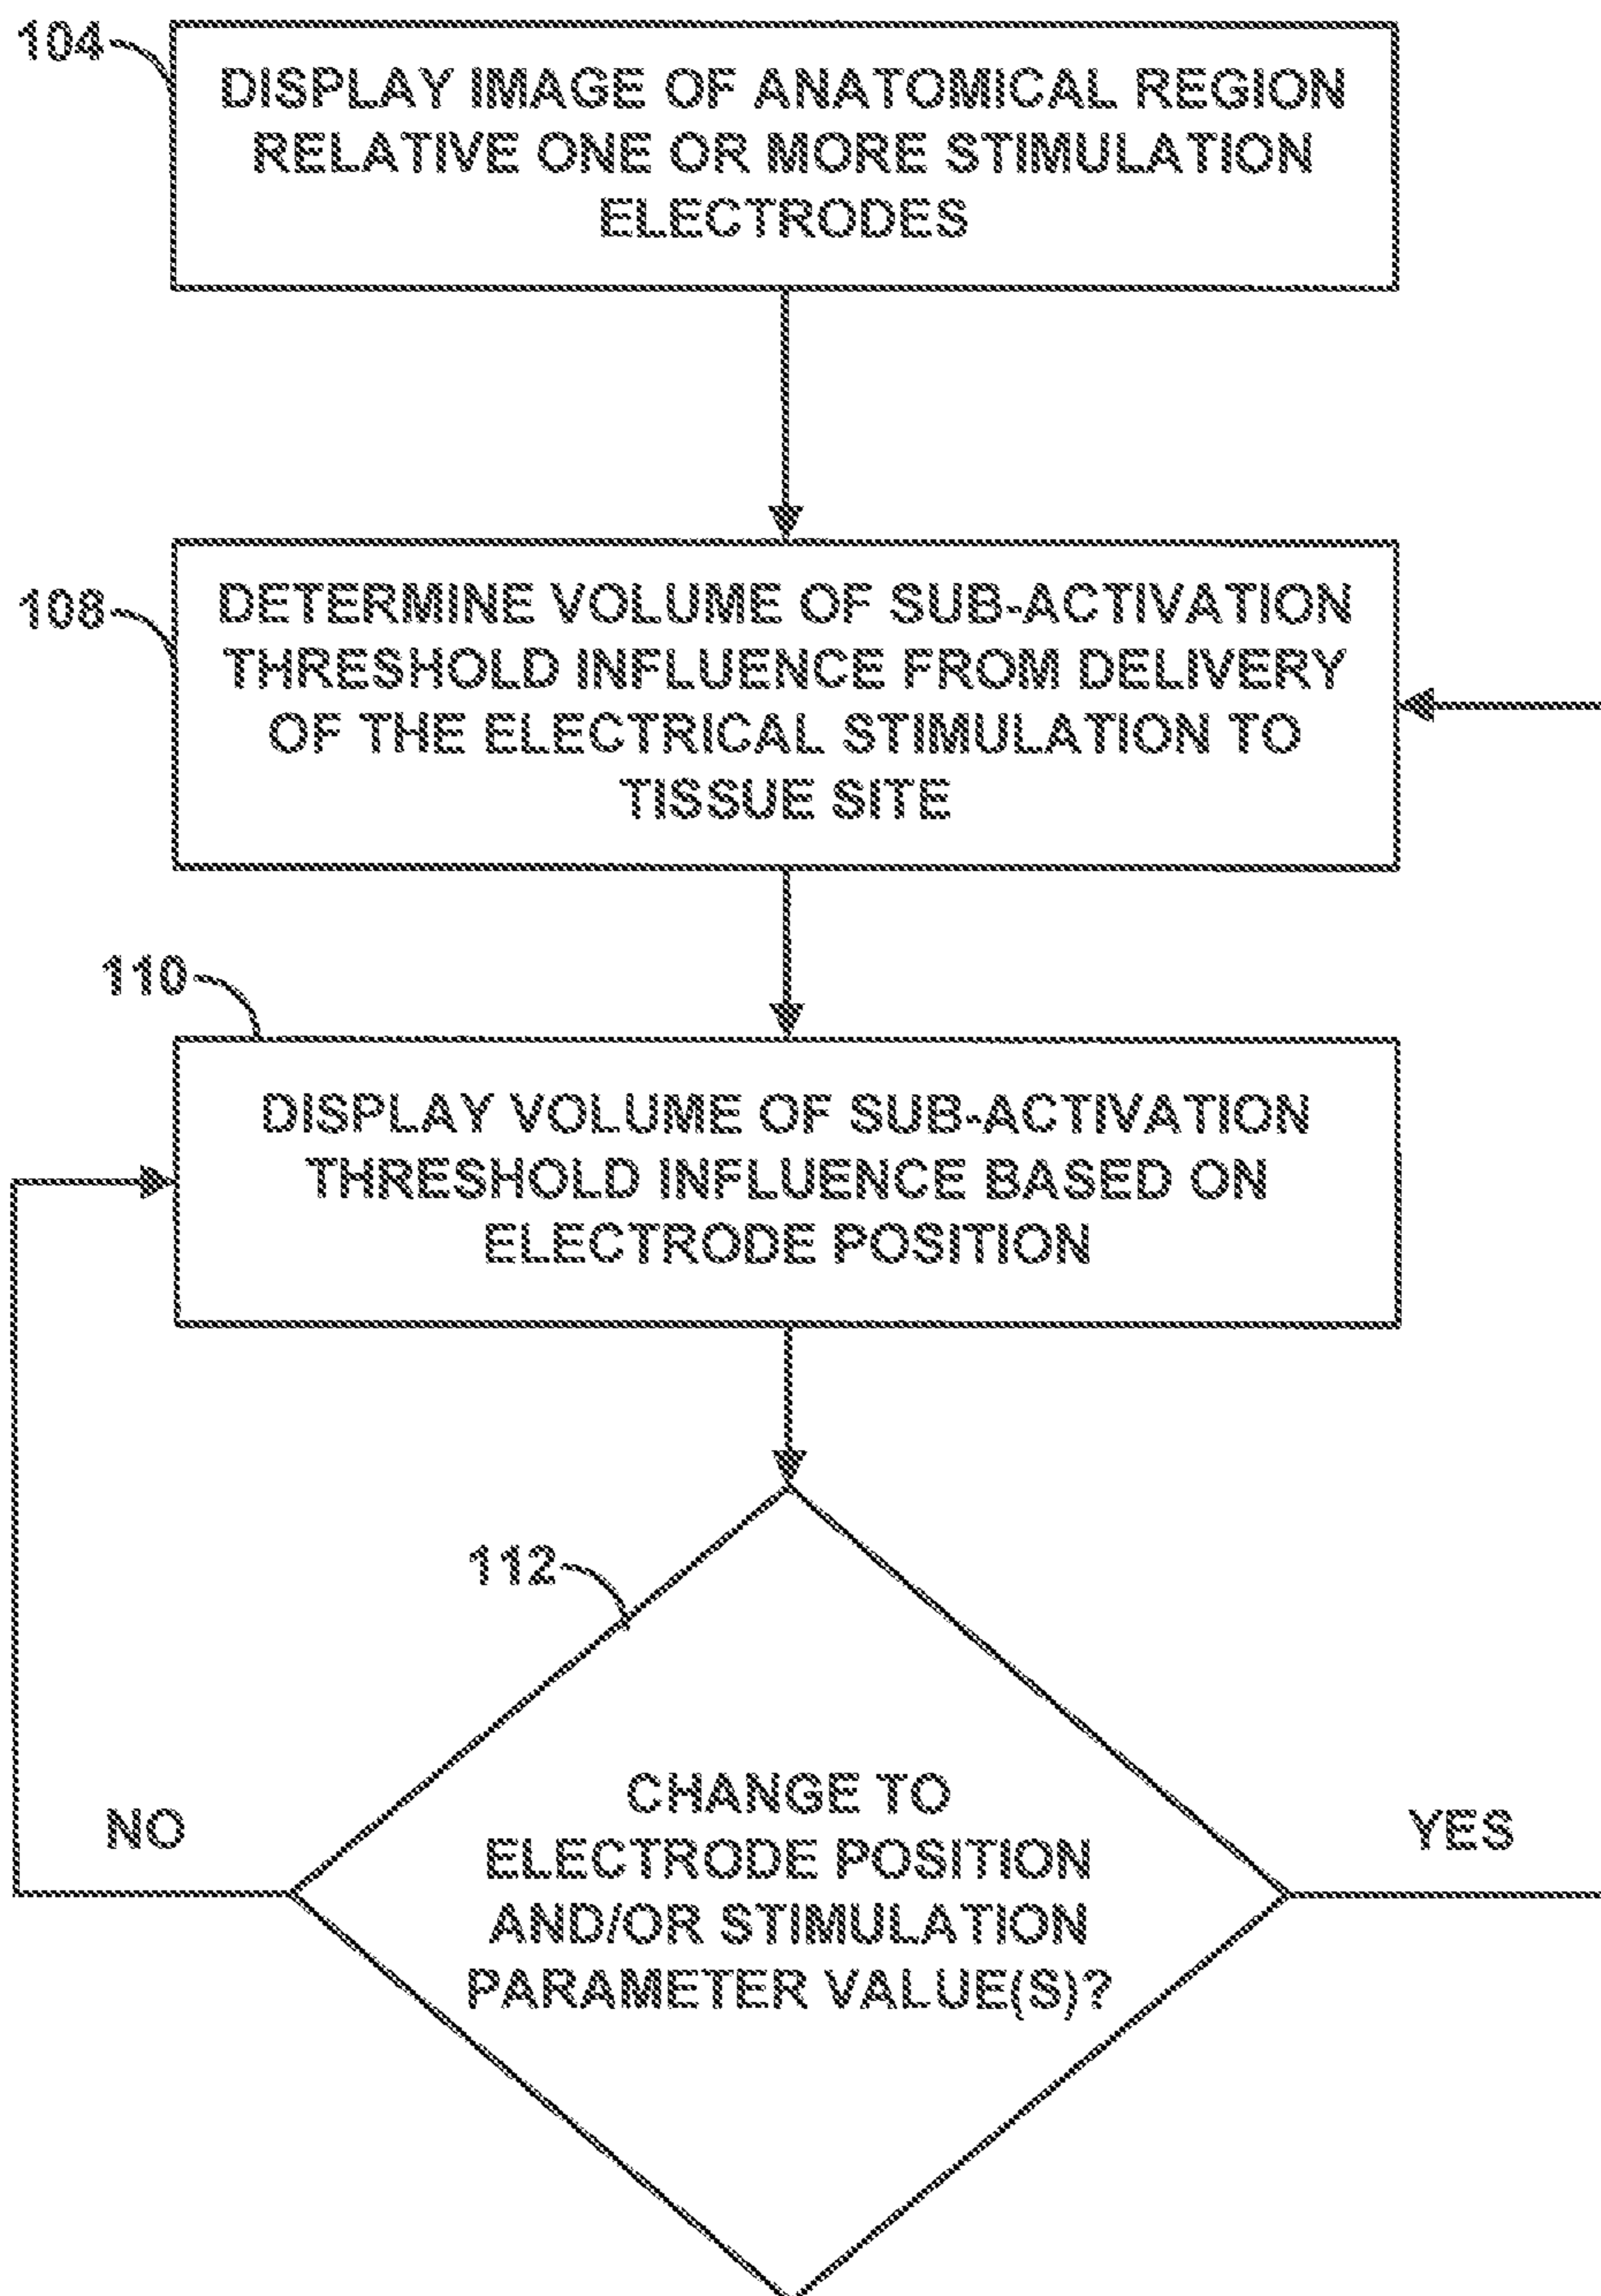 104
DISPLAY IMAGE OF ANATOMICAL REGION
RELATIVE ONE OR MORE STIMULATION
ELECTRODES
108
DETERMINE VOLUME OF SUB-ACTIVATION
THRESHOLD INFLUENCE FROM DELIVERY
OF THE ELECTRICAL STIMULATION TO
TISSUE SITE
110
DISPLAY VOLUME OF SUB-ACTIVATION
THRESHOLD INFLUENCE BASED ON
ELECTRODE POSITION
112
CHANGE TO
ELECTRODE POSITION
AND/OR STIMULATION
PARAMETER VALUE(S)?
NO
YES